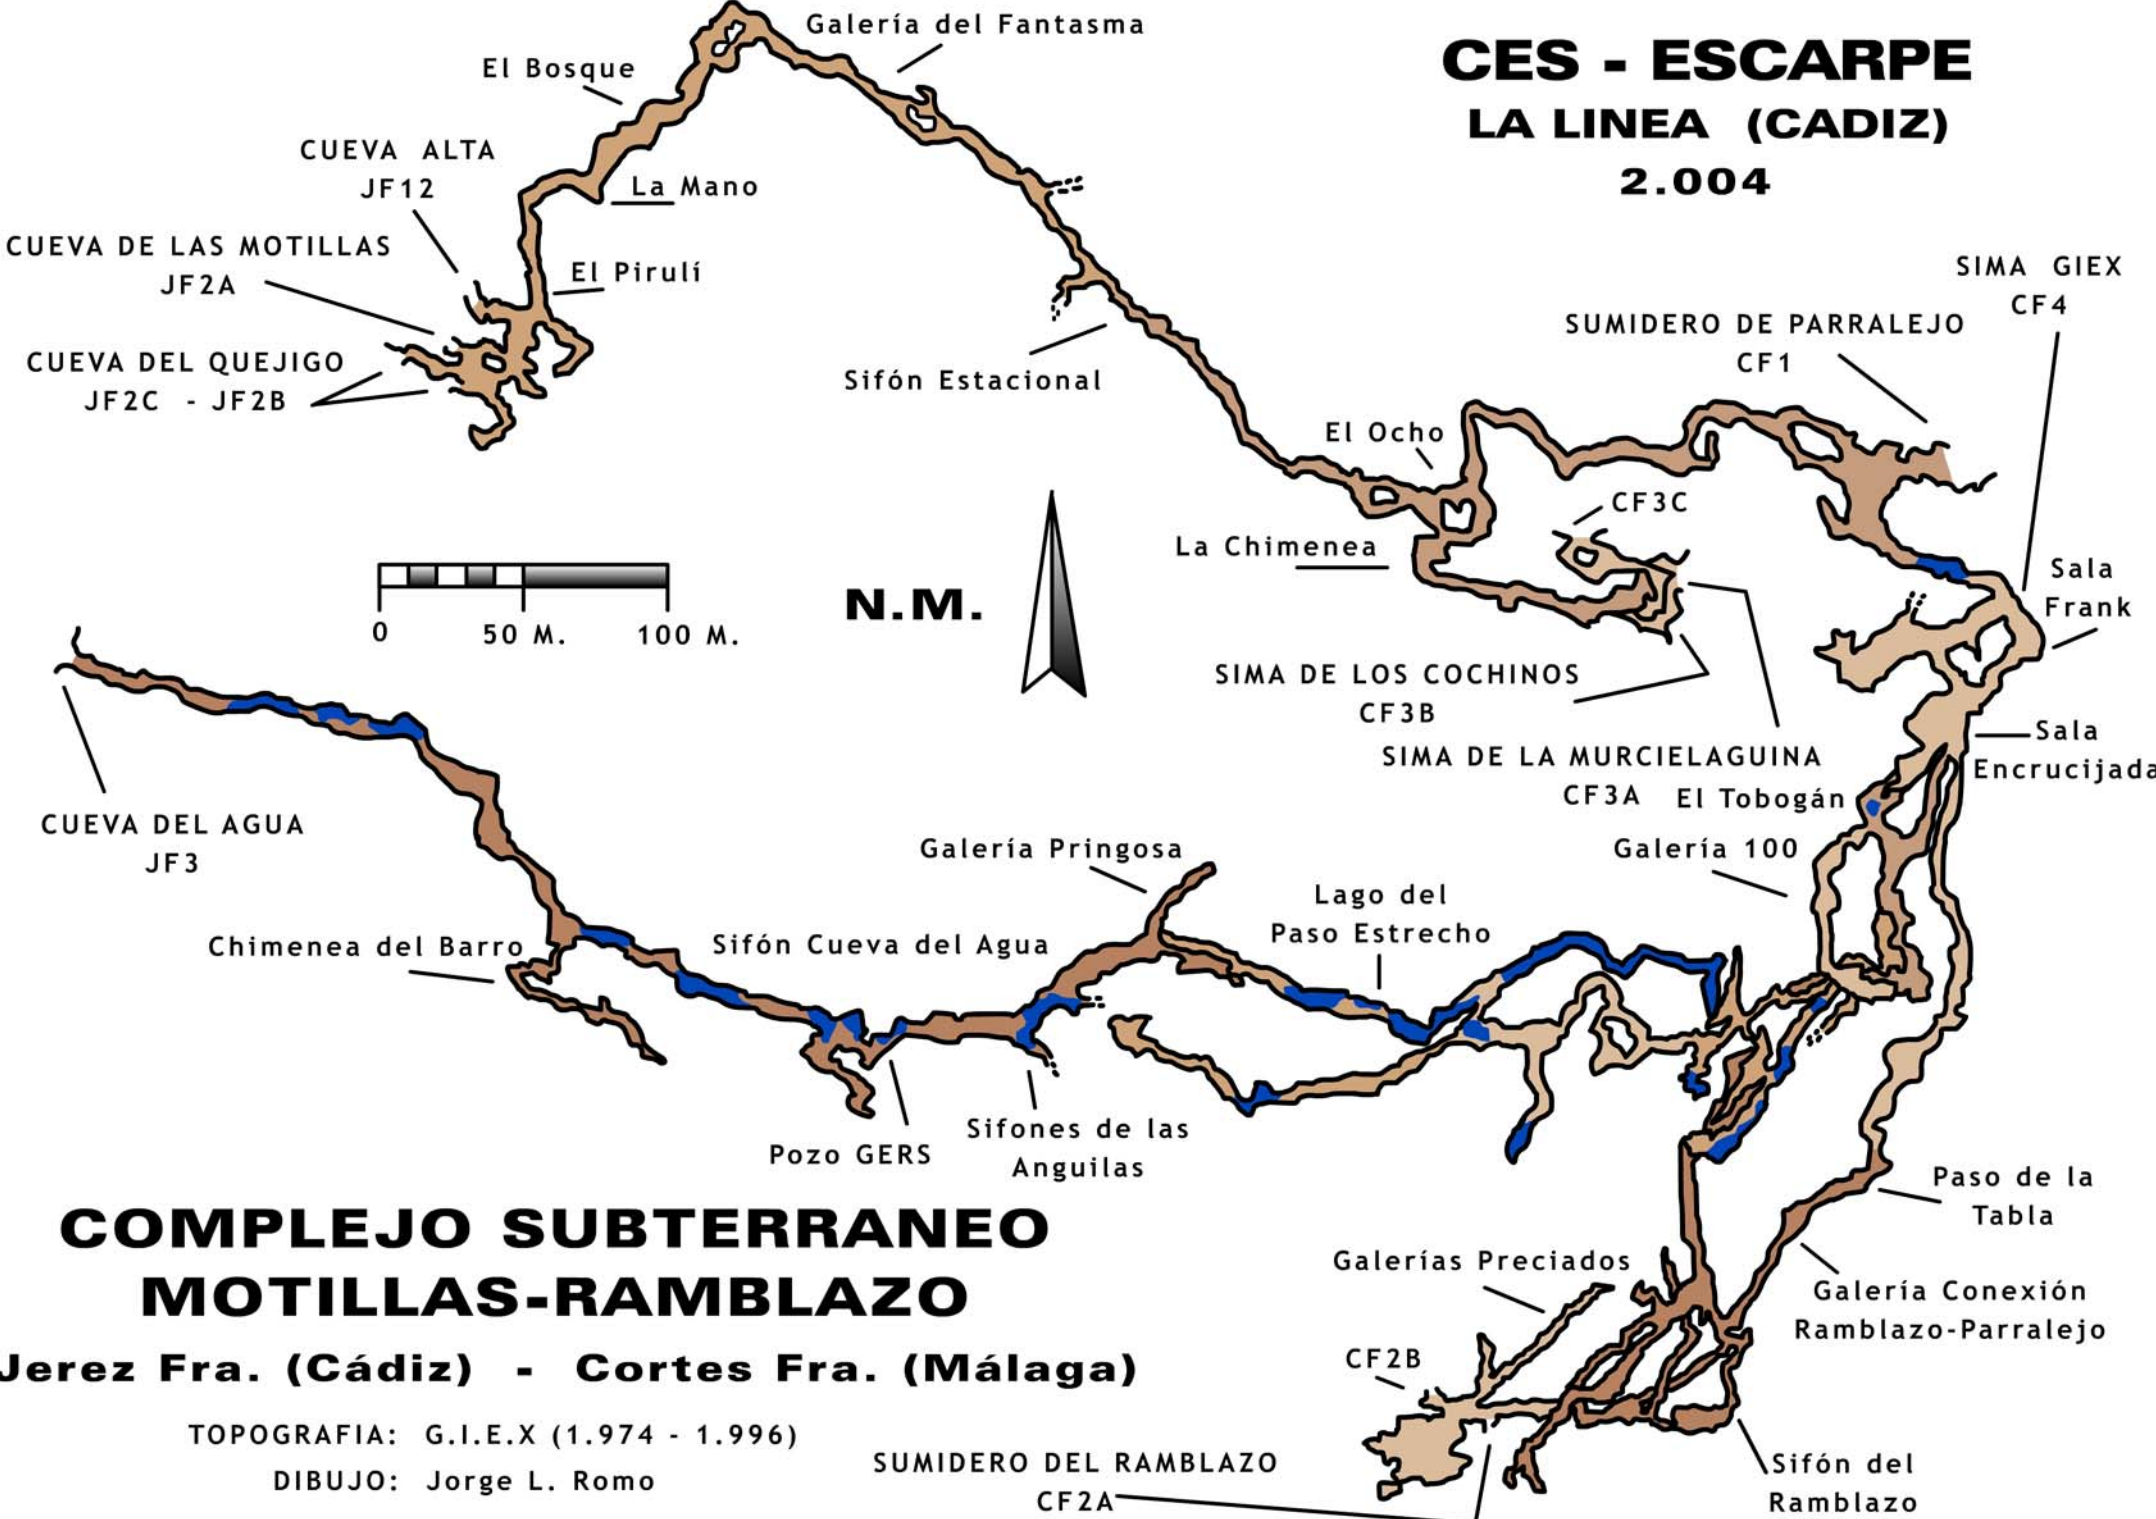 CES - ESCARPE
LA LINEA (CADIZ)
2.004
Galería del Fantasma
El Bosque
CUEVA ALTA
JF12
La Mano
CUEVA DE LAS MOTILLAS
JF2A
El Pirulí
CUEVA DEL QUEJIGO
JF2C - JF2B
Sifón Estacional
SIMA GIEX
CF4
SUMIDERO DE PARRALEJO
CF1
El Ocho
CF3C
La Chimenea
Sala
Frank
0 50 M. 100 M.
N.M.
SIMA DE LOS COCHINOS
CF3B
SIMA DE LA MURCIELAGUINA
CF3A
Sala
Encrucijada
El Tobogán
Galería 100
CUEVA DEL AGUA
JF3
Galería Pringosa
Lago del
Paso Estrecho
Chimenea del Barro
Sifón Cueva del Agua
Pozo GERS
Sifones de las
Anguilas
Paso de la
Tabla
COMPLEJO SUBTERRANEO
MOTILLAS-RAMBLAZO
Jerez Fra. (Cádiz) - Cortes Fra. (Málaga)
TOPOGRAFIA: G.I.E.X (1.974 - 1.996)
DIBUJO: Jorge L. Romo
Galerías Preciados
Galería Conexión
Ramblazo-Parralejo
CF2B
SUMIDERO DEL RAMBLAZO
CF2A
Sifón del
Ramblazo